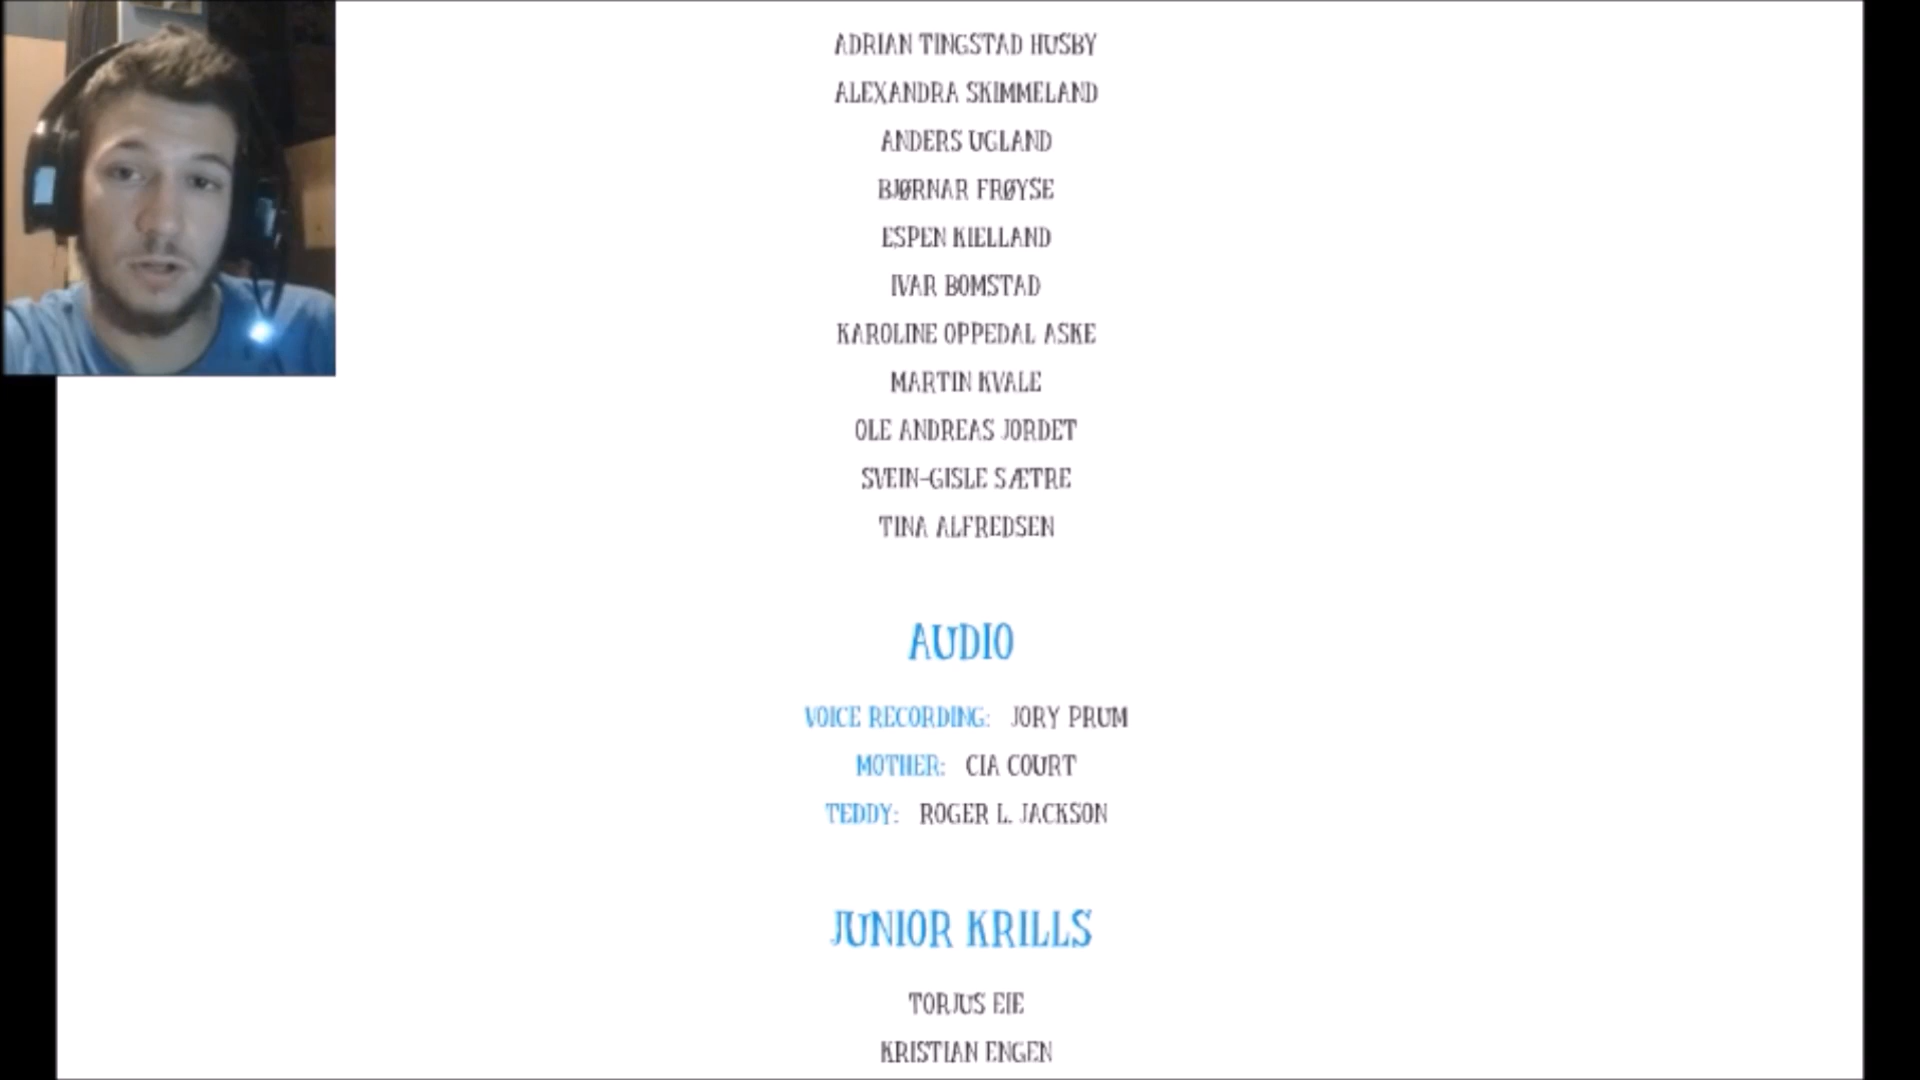 ADRIAN TINGSTAD HUSBY
ALEXANDRA SKIMMELAND
ANDERS UGLAND
BJØRNAR FRØYSE
ESPEN KIELLAND
IVAR BOMSTAD
KAROLINE OPPEDAL ASKE
MARTIN KVALE
OLE ANDREAS JORDET
SVEIN-GISLE SÆTRE
TINA ALFREDSEN
AUDIO
VOICE RECORDING: JORY PRUM
MOTHER: CIA COURT
TEDDY: ROGER L. JACKSON
JUNIOR KRILLS
TORJUS EIE
KRISTIAN ENGEN